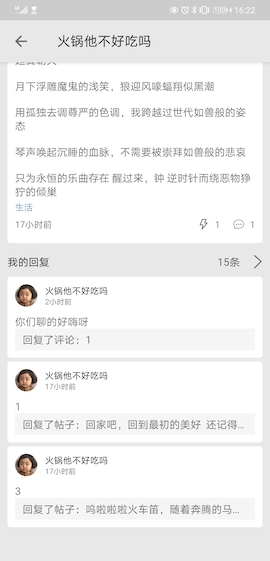 100%
16:22
火锅他不好吃吗
月下浮雕魔鬼的浅笑，狼迎风嚎蝠翔似黑潮
用孤独去调尊严的色调，我跨越过世代如兽般的姿
态
琴声唤起沉睡的血脉，不需要被崇拜如兽般的悲哀
只为永恒的乐曲存在 醒过来，钟 逆时针而绕恶物狰
狞的倾巢
生活
17小时前
1
1
我的回复
15条
火锅他不好吃吗
2小时前
你们聊的好嗨呀
回复了评论：1
火锅他不好吃吗
17小时前
1
回复了帖子：回家吧，回到最初的美好 还记得...
火锅他不好吃吗
17小时前
3
回复了帖子：呜啦啦啦火车笛，随着奔腾的马...